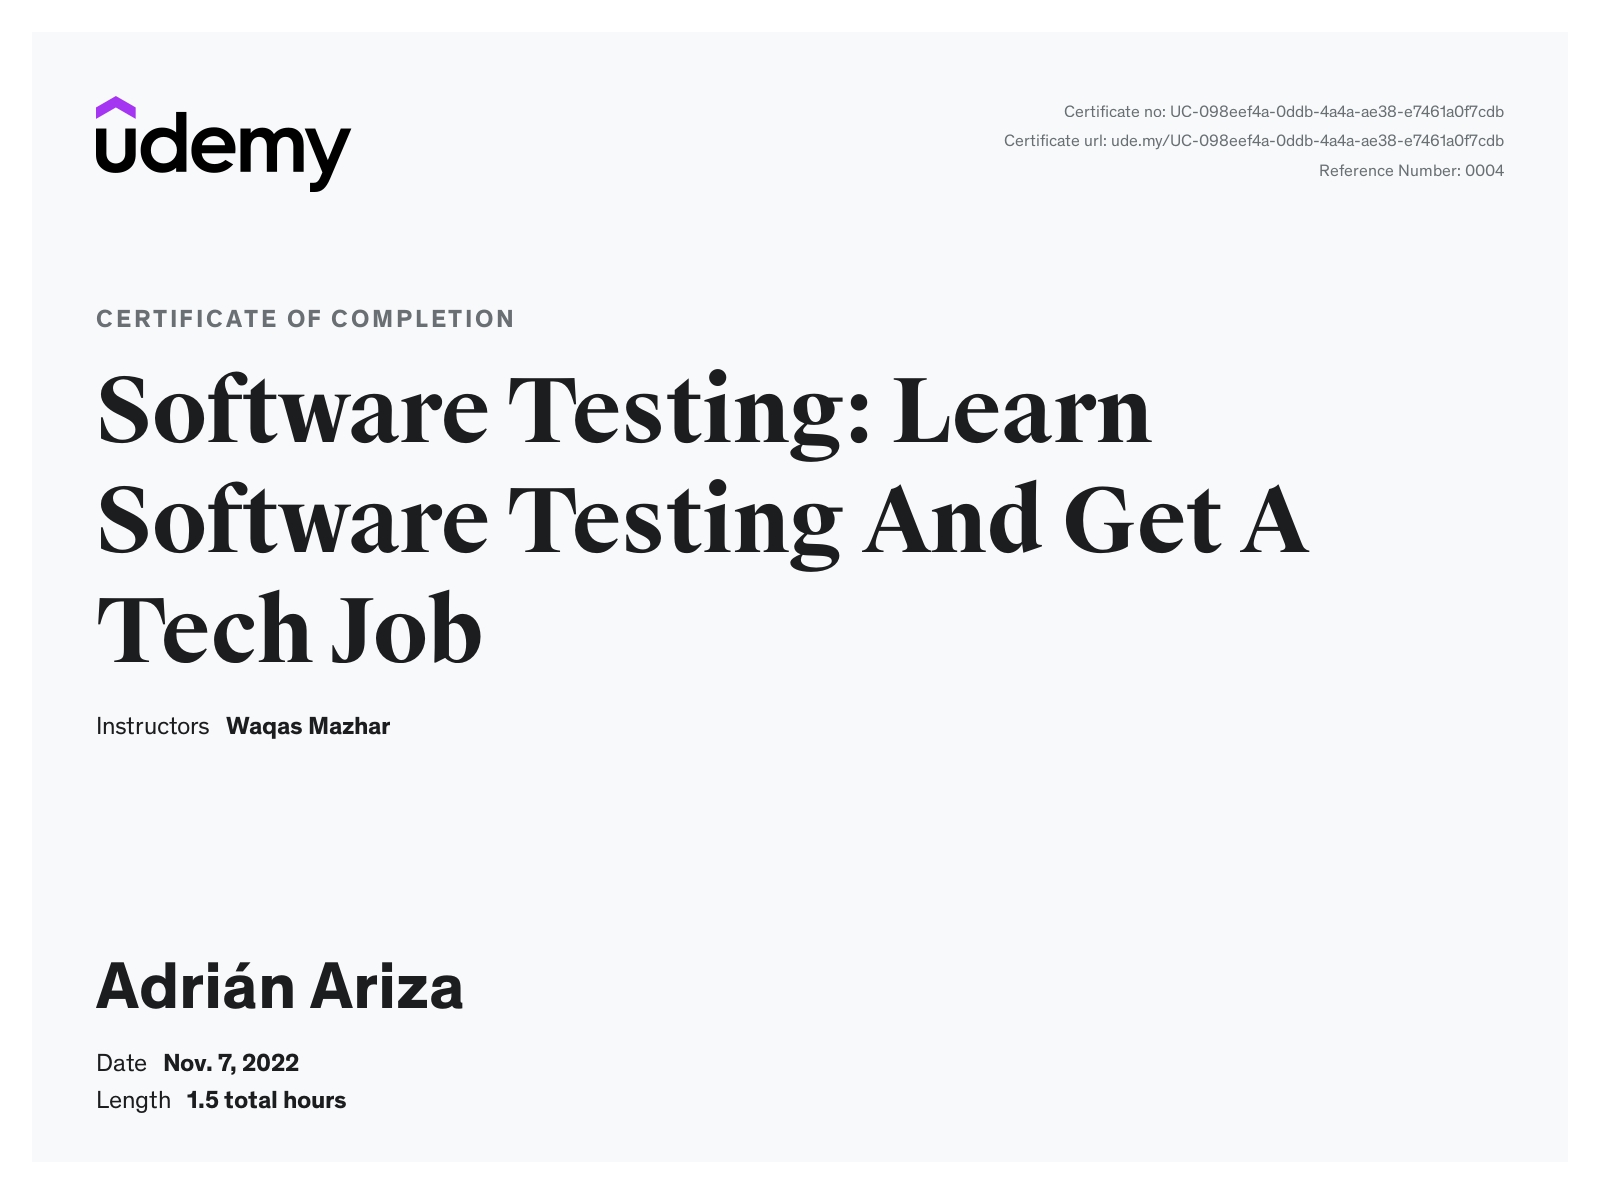 udemy
Certificate no: UC-098eef4a-0ddb-4a4a-ae38-e7461a0f7cdb
Certificate url: ude.my/UC-098eef4a-0ddb-4a4a-ae38-e7461a0f7cdb
Reference Number: 0004
CERTIFICATE OF COMPLETION
Software Testing: Learn
Software Testing And Get A
Tech Job
Instructors Waqas Mazhar
Adrián Ariza
Date Nov. 7, 2022
Length 1.5 total hours